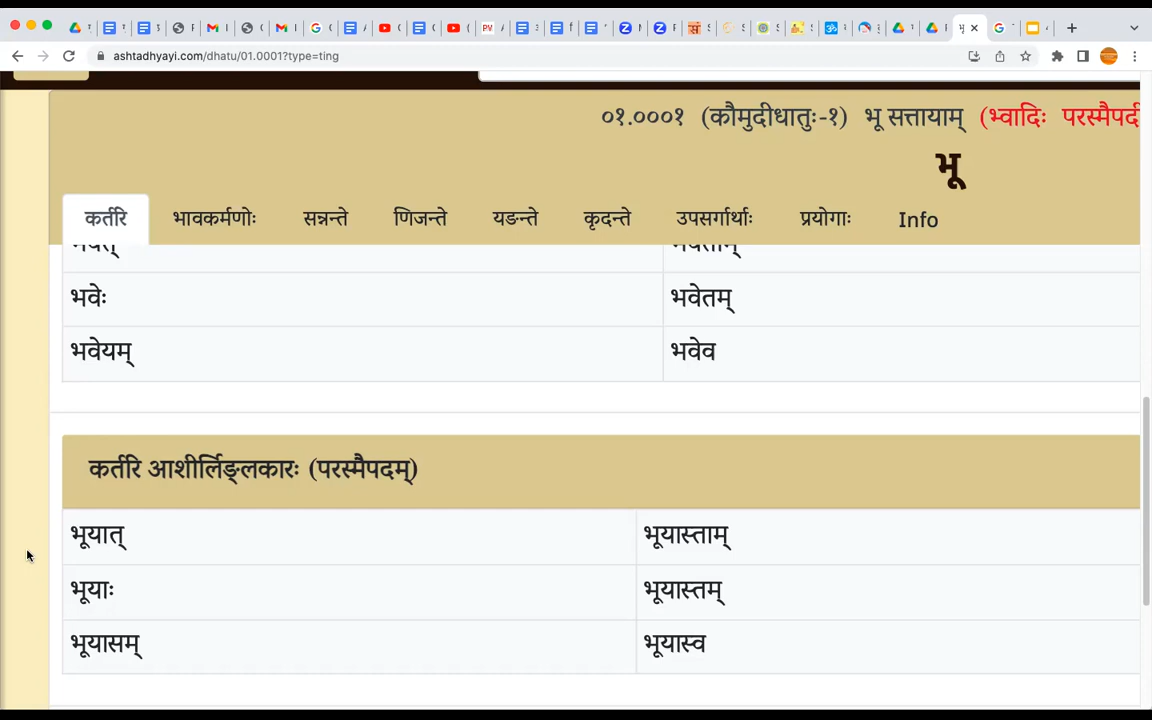 ashtadhyayi.com/dhatu/01.0001?type=ting
०१.०००१ (कौमुदीधातुः-१) भू सत्तायाम् (भ्वादिः परस्मैपदी
भू
कर्तरि भावकर्मणोः सन्नन्ते णिजन्ते यङन्ते कृदन्ते उपसर्गार्थाः प्रयोगाः Info
भवेः भवेतम्
भवेयम् भवेव
कर्तरि आशीर्लिङ्लकारः (परस्मैपदम्)
भूयात् भूयास्ताम्
भूयाः भूयास्तम्
भूयासम् भूयास्व